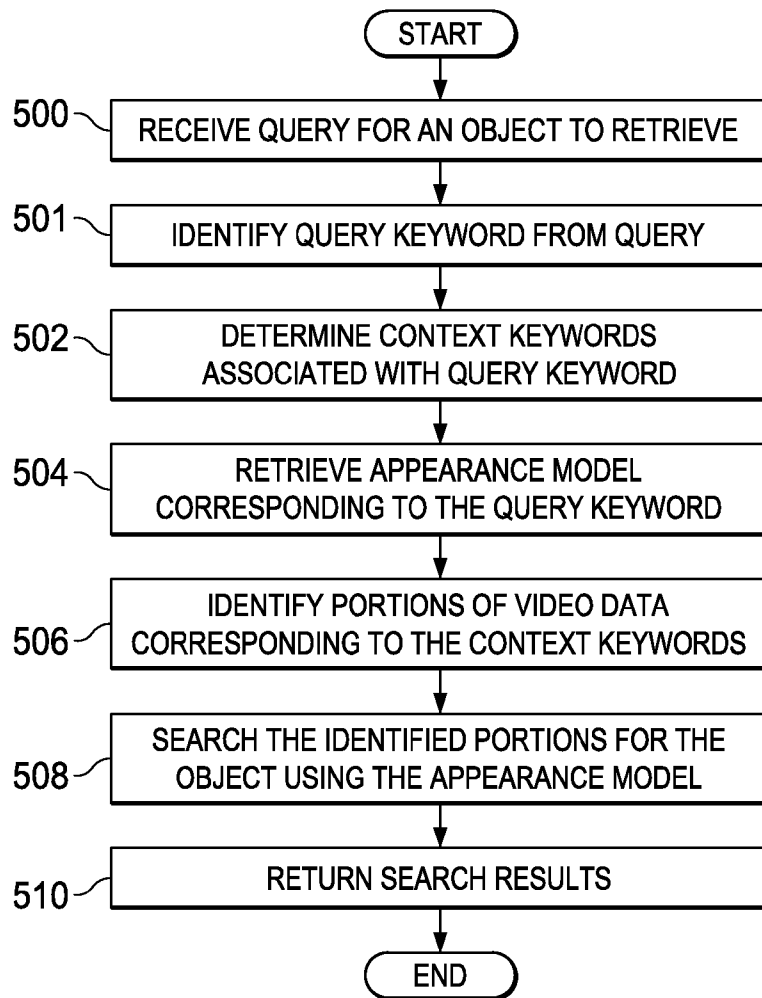 START
500
RECEIVE QUERY FOR AN OBJECT TO RETRIEVE
501
IDENTIFY QUERY KEYWORD FROM QUERY
502
DETERMINE CONTEXT KEYWORDS
ASSOCIATED WITH QUERY KEYWORD
504
RETRIEVE APPEARANCE MODEL
CORRESPONDING TO THE QUERY KEYWORD
506
IDENTIFY PORTIONS OF VIDEO DATA
CORRESPONDING TO THE CONTEXT KEYWORDS
508
SEARCH THE IDENTIFIED PORTIONS FOR THE
OBJECT USING THE APPEARANCE MODEL
510
RETURN SEARCH RESULTS
END